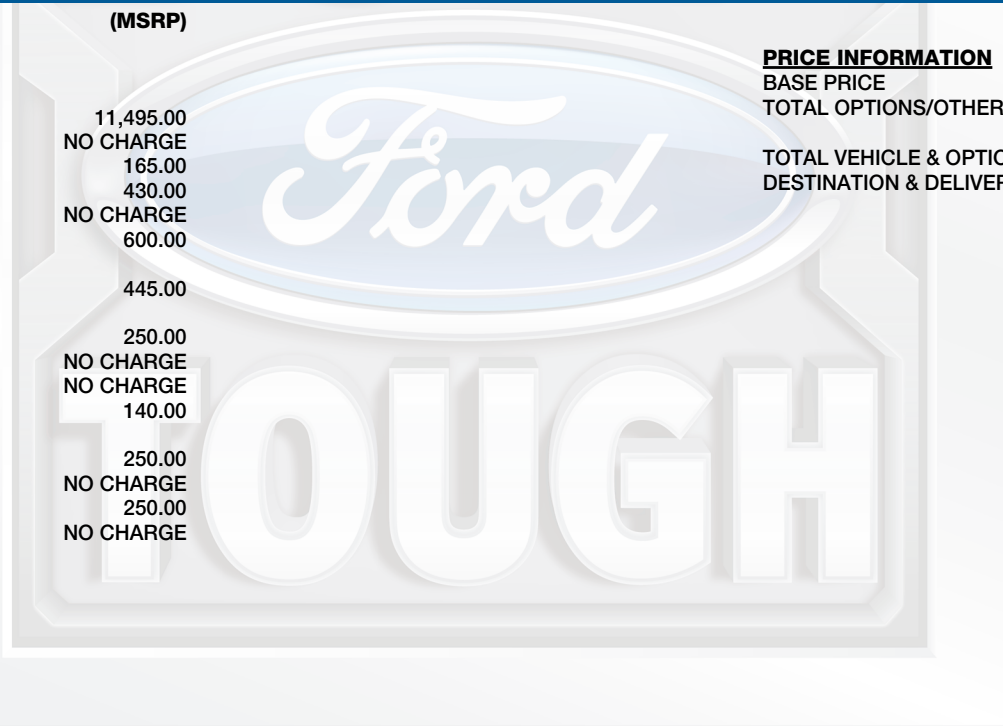 (MSRP)
11,495.00
NO CHARGE
165.00
430.00
NO CHARGE
600.00
445.00
250.00
NO CHARGE
NO CHARGE
140.00
250.00
NO CHARGE
250.00
NO CHARGE
PRICE INFORMATION
BASE PRICE
TOTAL OPTIONS/OTHER
TOTAL VEHICLE & OPTIO
DESTINATION & DELIVER
Ford
TOUGH